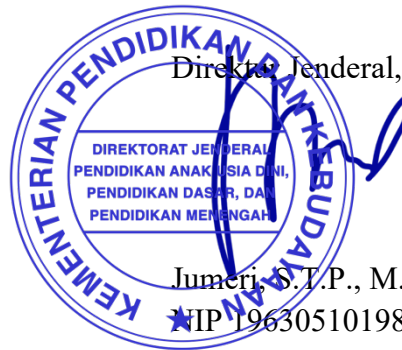 Direktur Jenderal,
KEMENTERIAN PENDIDIKAN DAN KEBUDAYAAN
DIREKTORAT JENDERAL
PENDIDIKAN ANAK USIA DINI,
PENDIDIKAN DASAR, DAN
PENDIDIKAN MENENGAH
Jumeri, S.T.P., M.
NIP 19630510198